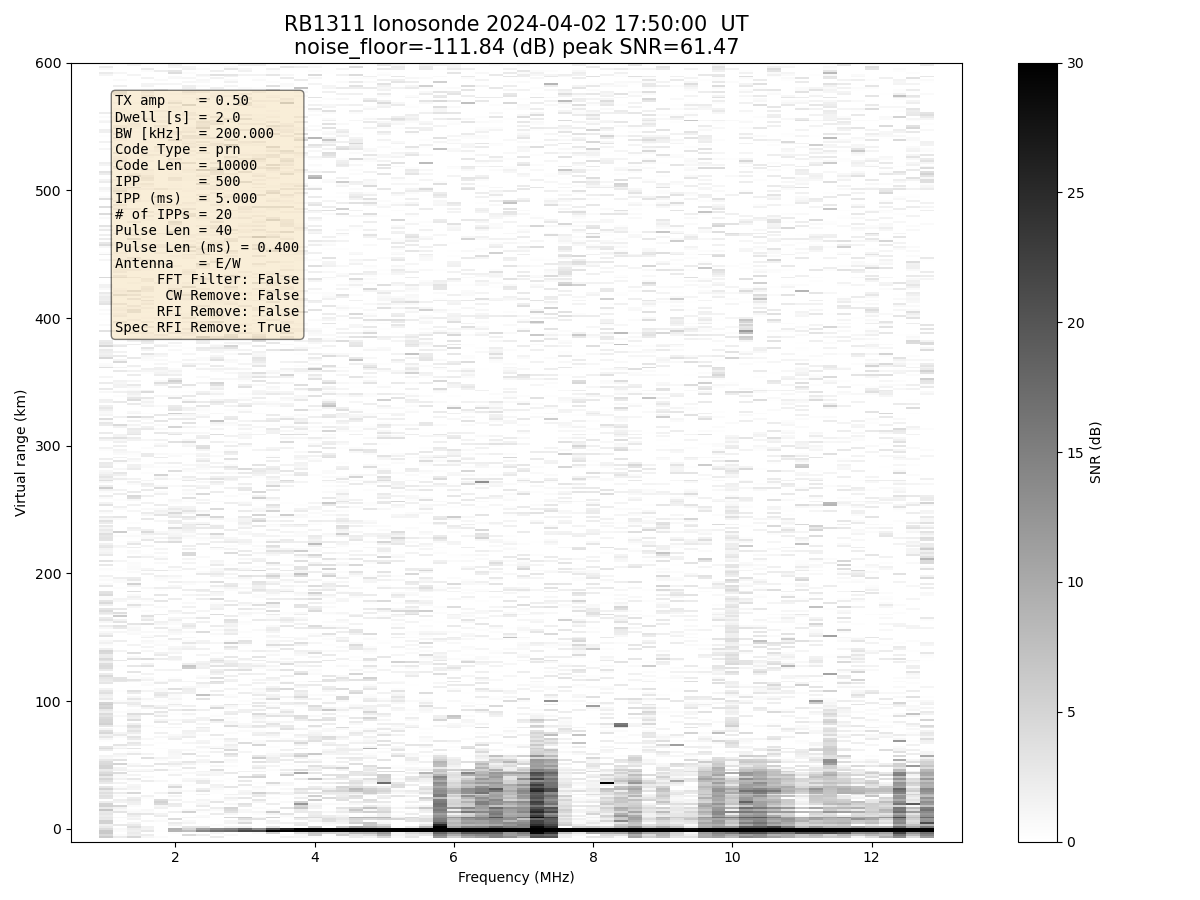 RB1311 Ionosonde 2024-04-02 17:50:00  UT
noise_floor=-111.84 (dB) peak SNR=61.47
TX amp    = 0.50
Dwell [s] = 2.0
BW [kHz]  = 200.000
Code Type = prn
Code Len  = 10000
IPP       = 500
IPP (ms)  = 5.000
# of IPPs = 20
Pulse Len = 40
Pulse Len (ms) = 0.400
Antenna   = E/W
FFT Filter: False
CW Remove: False
RFI Remove: False
Spec RFI Remove: True
600
500
400
300
200
100
0
Virtual range (km)
2 4 6 8 10 12
Frequency (MHz)
30
25
20
15
10
5
0
SNR (dB)